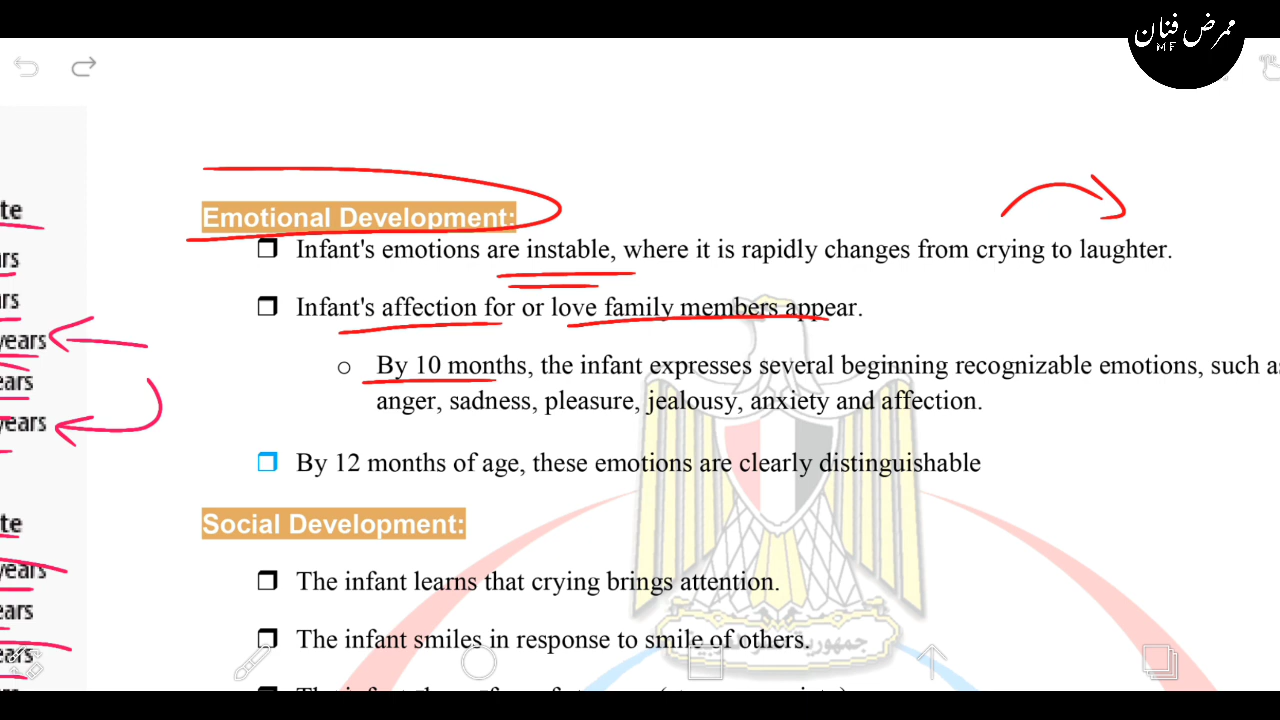 ممرض فنان
MF
te
ars
ars
years
ears
years
te
years
ears
ears
Emotional Development:
❒ Infant's emotions are instable, where it is rapidly changes from crying to laughter.
❒ Infant's affection for or love family members appear.
o By 10 months, the infant expresses several beginning recognizable emotions, such as
anger, sadness, pleasure, jealousy, anxiety and affection.
❒ By 12 months of age, these emotions are clearly distinguishable
Social Development:
❒ The infant learns that crying brings attention.
❒ The infant smiles in response to smile of others.